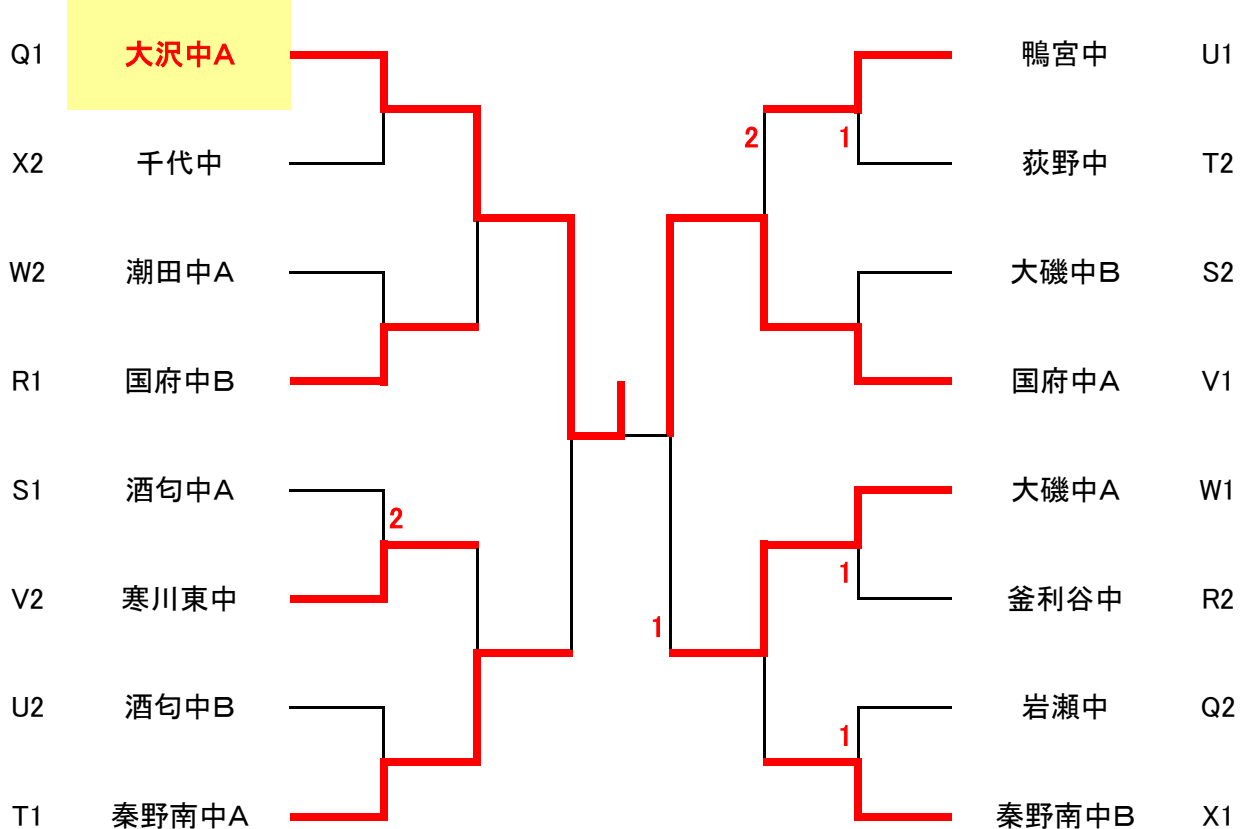 Q1 大沢中A 鴨宮中 U1
2 1
X2 千代中 荻野中 T2
W2 潮田中A 大磯中B S2
R1 国府中B 国府中A V1
S1 酒匂中A 大磯中A W1
2
1
V2 寒川東中 釜利谷中 R2
1
U2 酒匂中B 岩瀬中 Q2
1
T1 秦野南中A 秦野南中B X1